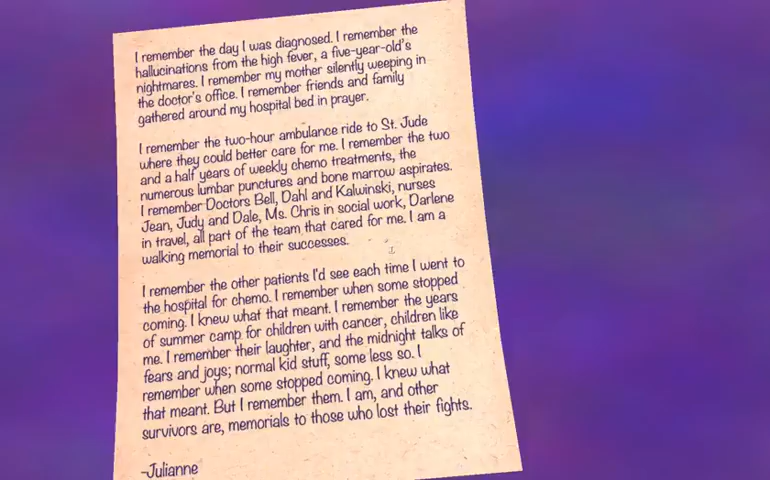 I remember the day I was diagnosed. I remember the
hallucinations from the high fever, a five-year-old's
nightmares. I remember my mother silently weeping in
the doctor's office. I remember friends and family
gathered around my hospital bed in prayer.
I remember the two-hour ambulance ride to St. Jude
where they could better care for me. I remember the two
and a half years of weekly chemo treatments, the
numerous lumbar punctures and bone marrow aspirates.
I remember Doctors Bell, Dahl and Kalwinski, nurses
Jean, Judy and Dale, Ms. Chris in social work, Darlene
in travel, all part of the team that cared for me. I am a
walking memorial to their successes.
I remember the other patients I'd see each time I went to
the hospital for chemo. I remember when some stopped
coming. I knew what that meant. I remember the years
of summer camp for children with cancer, children like
me. I remember their laughter, and the midnight talks of
fears and joys; normal kid stuff, some less so. I
remember when some stopped coming. I knew what
that meant. But I remember them. I am, and other
survivors are, memorials to those who lost their fights.
-Julianne